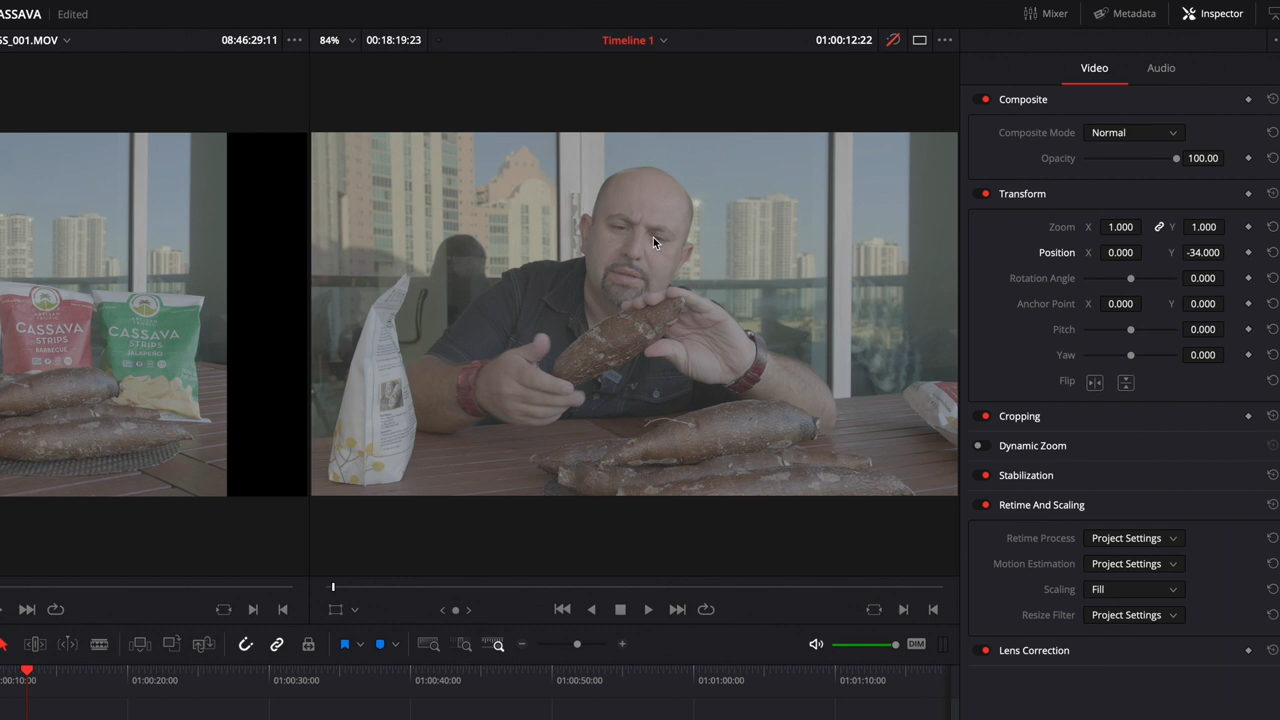 CASSAVA Edited
Mixer Metadata Inspector
5S_001.MOV 08:46:29:11 84% 00:18:19:23 Timeline 1 01:00:12:22
Video Audio
Composite
Composite Mode Normal
Opacity 100.00
Transform
Zoom X 1.000 Y 1.000
Position X 0.000 Y -34.000
Rotation Angle 0.000
Anchor Point X 0.000 Y 0.000
Pitch 0.000
Yaw 0.000
Flip
Cropping
Dynamic Zoom
Stabilization
Retime And Scaling
Retime Process Project Settings
Motion Estimation Project Settings
Scaling Fill
Resize Filter Project Settings
Lens Correction
CASSAVA
STRIPS
BARBECUE
CASSAVA
STRIPS
JALAPEÑO
DIM
:00:10:00 01:00:20:00 01:00:30:00 01:00:40:00 01:00:50:00 01:01:00:00 01:01:10:00